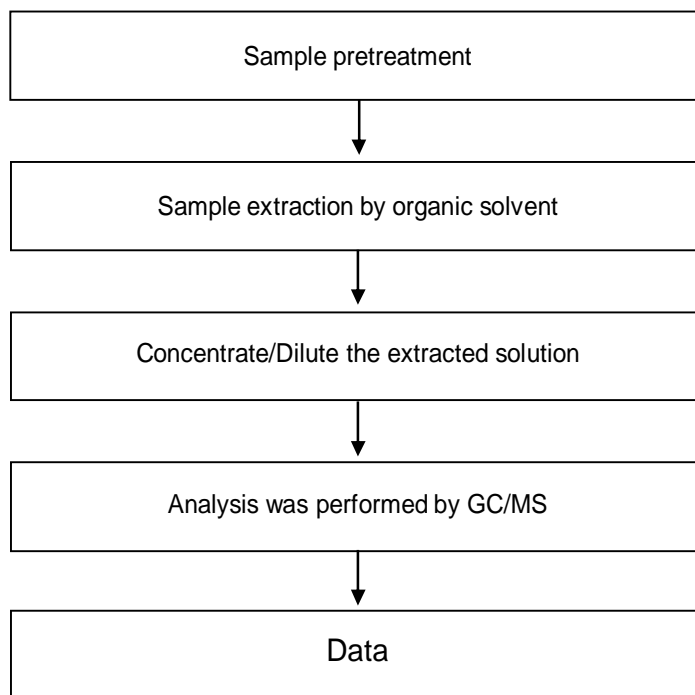 Sample pretreatment
Sample extraction by organic solvent
Concentrate/Dilute the extracted solution
Analysis was performed by GC/MS
Data